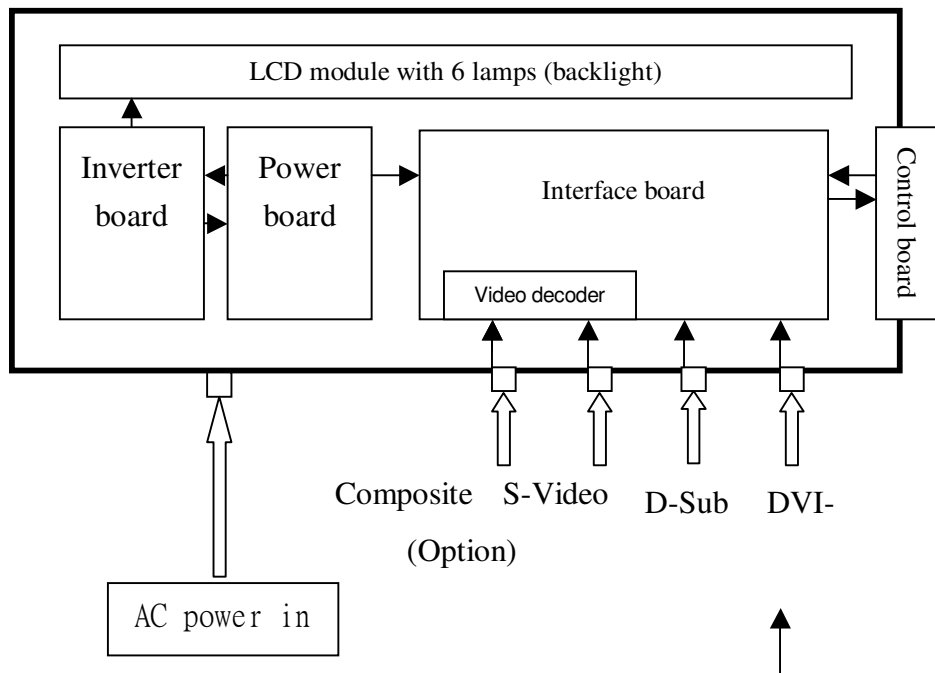 LCD module with 6 lamps (backlight)
Inverter
board
Power
board
Interface board
Control board
Video decoder
Composite
S-Video
D-Sub
DVI-
(Option)
AC power in